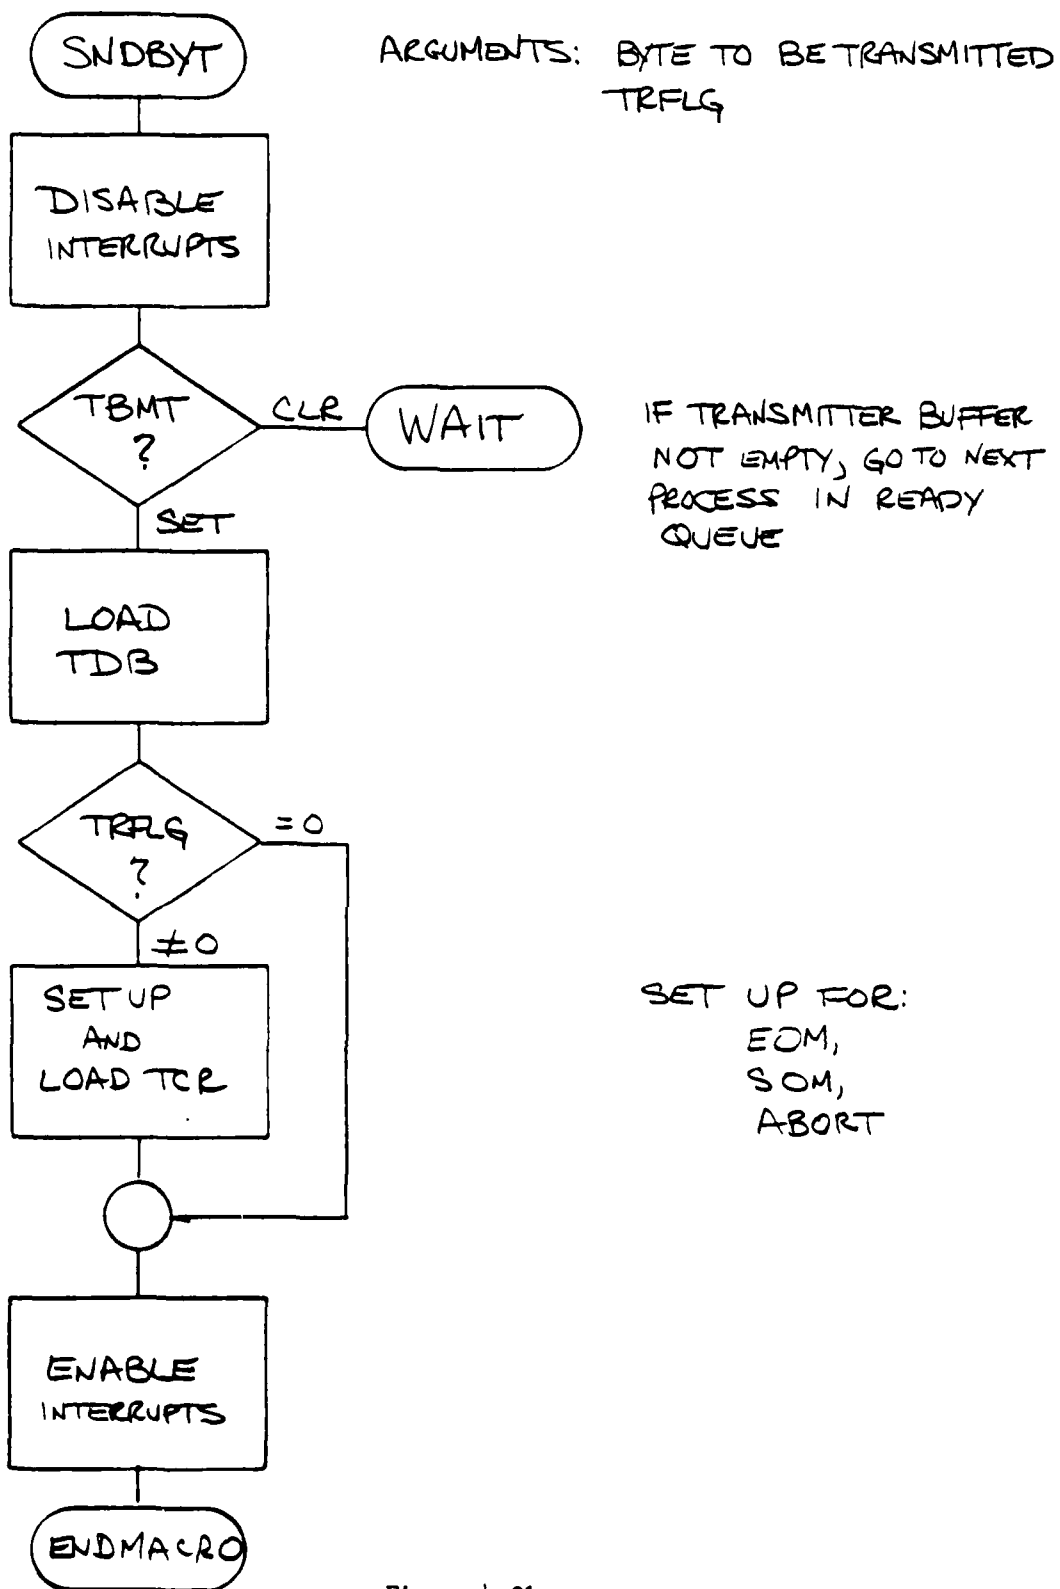 SNDBYT
ARGUMENTS: BYTE TO BE TRANSMITTED
TRFLG
DISABLE
INTERRUPTS
TBMT
?
CLR
WAIT
IF TRANSMITTER BUFFER
NOT EMPTY, GO TO NEXT
PROCESS IN READY
QUEUE
SET
LOAD
TDB
TRFLG
?
=0
≠0
SET UP
AND
LOAD TCR
SET UP FOR:
EOM,
SOM,
ABORT
ENABLE
INTERRUPTS
ENDMACRO